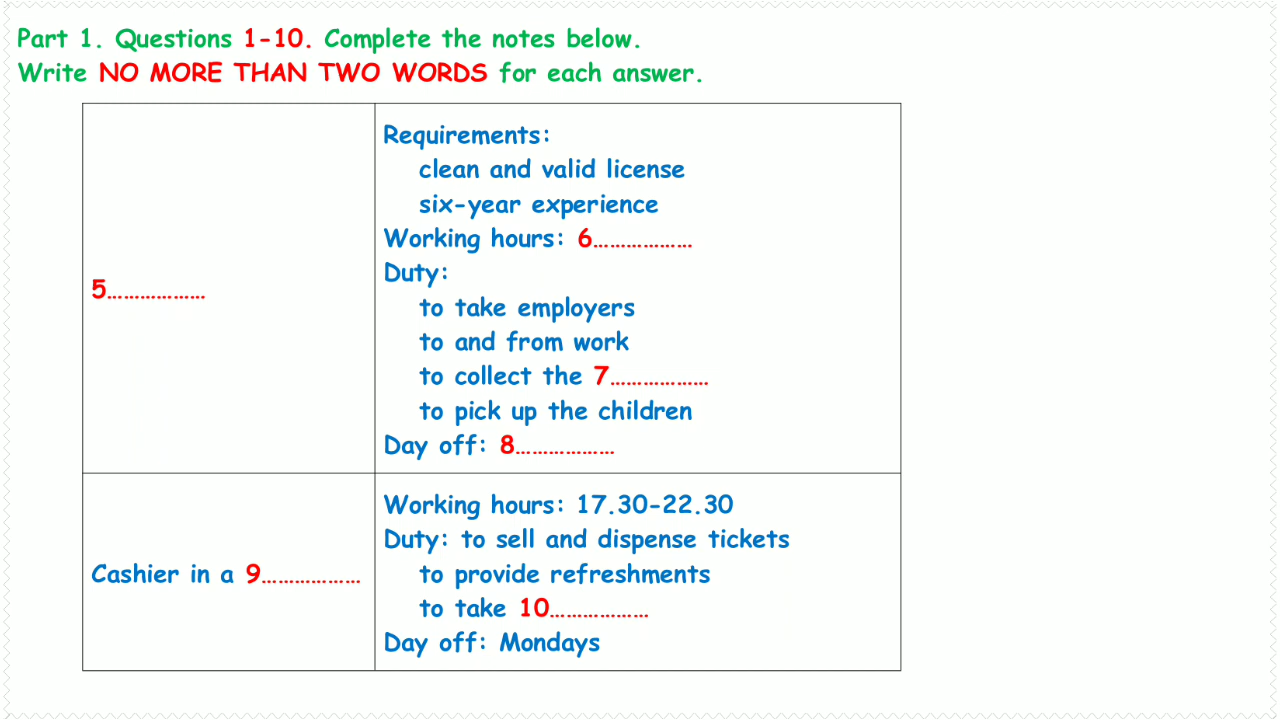 Part 1. Questions 1-10. Complete the notes below.
Write NO MORE THAN TWO WORDS for each answer.
5………………
Requirements:
clean and valid license
six-year experience
Working hours: 6………………
Duty:
to take employers
to and from work
to collect the 7………………
to pick up the children
Day off: 8………………
Cashier in a 9………………
Working hours: 17.30-22.30
Duty: to sell and dispense tickets
to provide refreshments
to take 10………………
Day off: Mondays